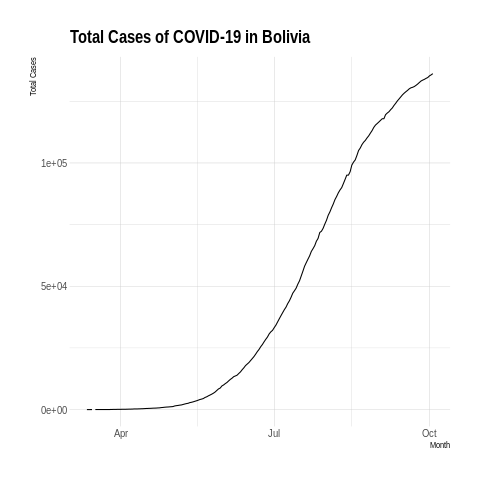 Total Cases of COVID-19 in Bolivia
Total Cases
1e+05
5e+04
0e+00
Apr Jul Oct
Month